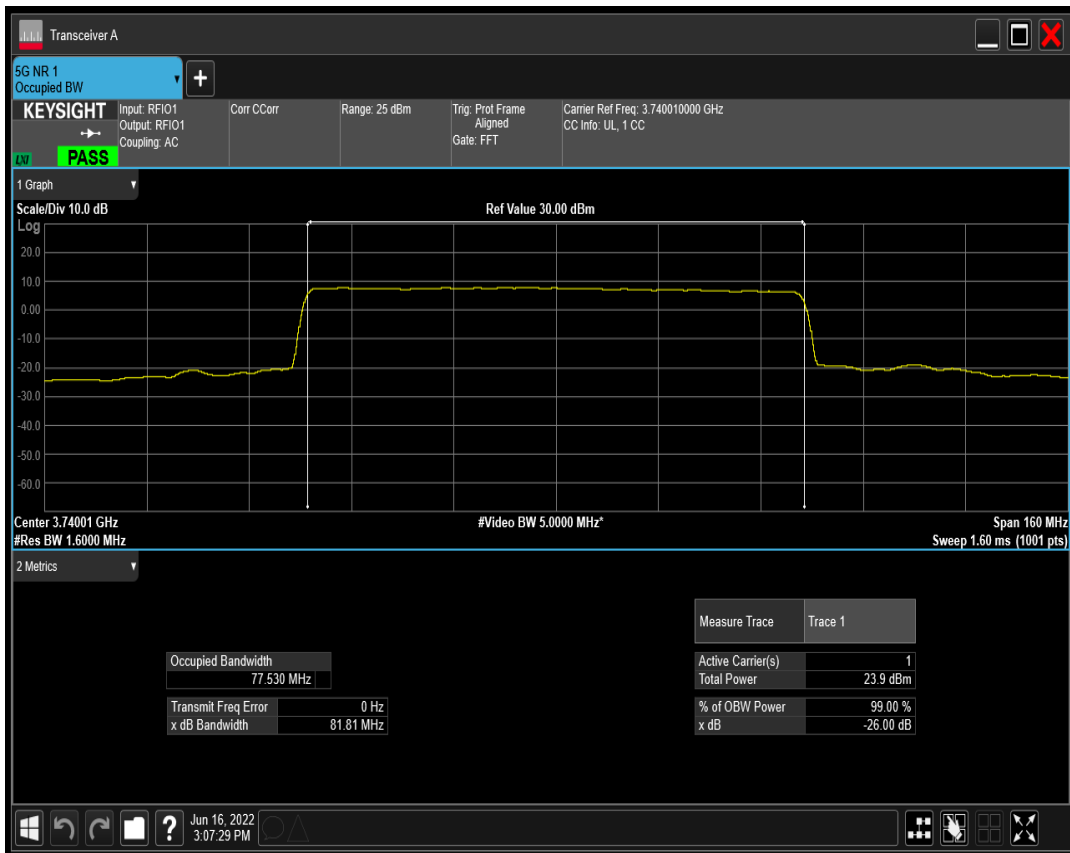 Transceiver A
5G NR 1
Occupied BW
KEYSIGHT
LXI
PASS
Input: RFIO1
Output: RFIO1
Coupling: AC
Corr CCorr
Range: 25 dBm
Trig: Prot Frame
Aligned
Gate: FFT
Carrier Ref Freq: 3.740010000 GHz
CC Info: UL, 1 CC
1 Graph
Scale/Div 10.0 dB
Ref Value 30.00 dBm
Log
20.0
10.0
0.00
-10.0
-20.0
-30.0
-40.0
-50.0
-60.0
Center 3.74001 GHz
#Video BW 5.0000 MHz*
Span 160 MHz
#Res BW 1.6000 MHz
Sweep 1.60 ms (1001 pts)
2 Metrics
Measure Trace Trace 1
Occupied Bandwidth
77.530 MHz
Active Carrier(s) 1
Total Power 23.9 dBm
Transmit Freq Error 0 Hz
x dB Bandwidth 81.81 MHz
% of OBW Power 99.00 %
x dB -26.00 dB
?
Jun 16, 2022
3:07:29 PM